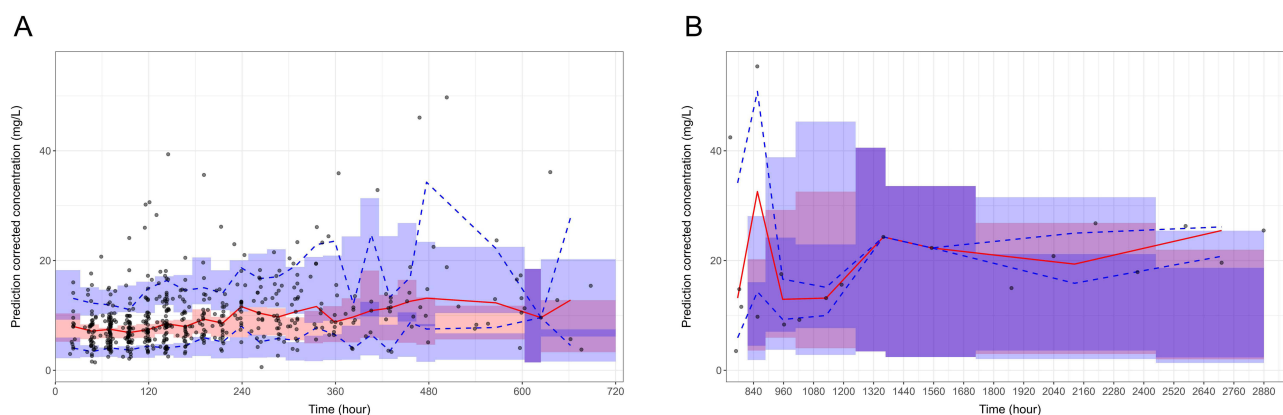 A
B
Prediction corrected concentration (mg/L)
40
20
0
0 120 240 360 480 600 720
Time (hour)
Prediction corrected concentration (mg/L)
40
20
0
840 960 1080 1200 1320 1440 1560 1680 1800 1920 2040 2160 2280 2400 2520 2640 2760 2880
Time (hour)